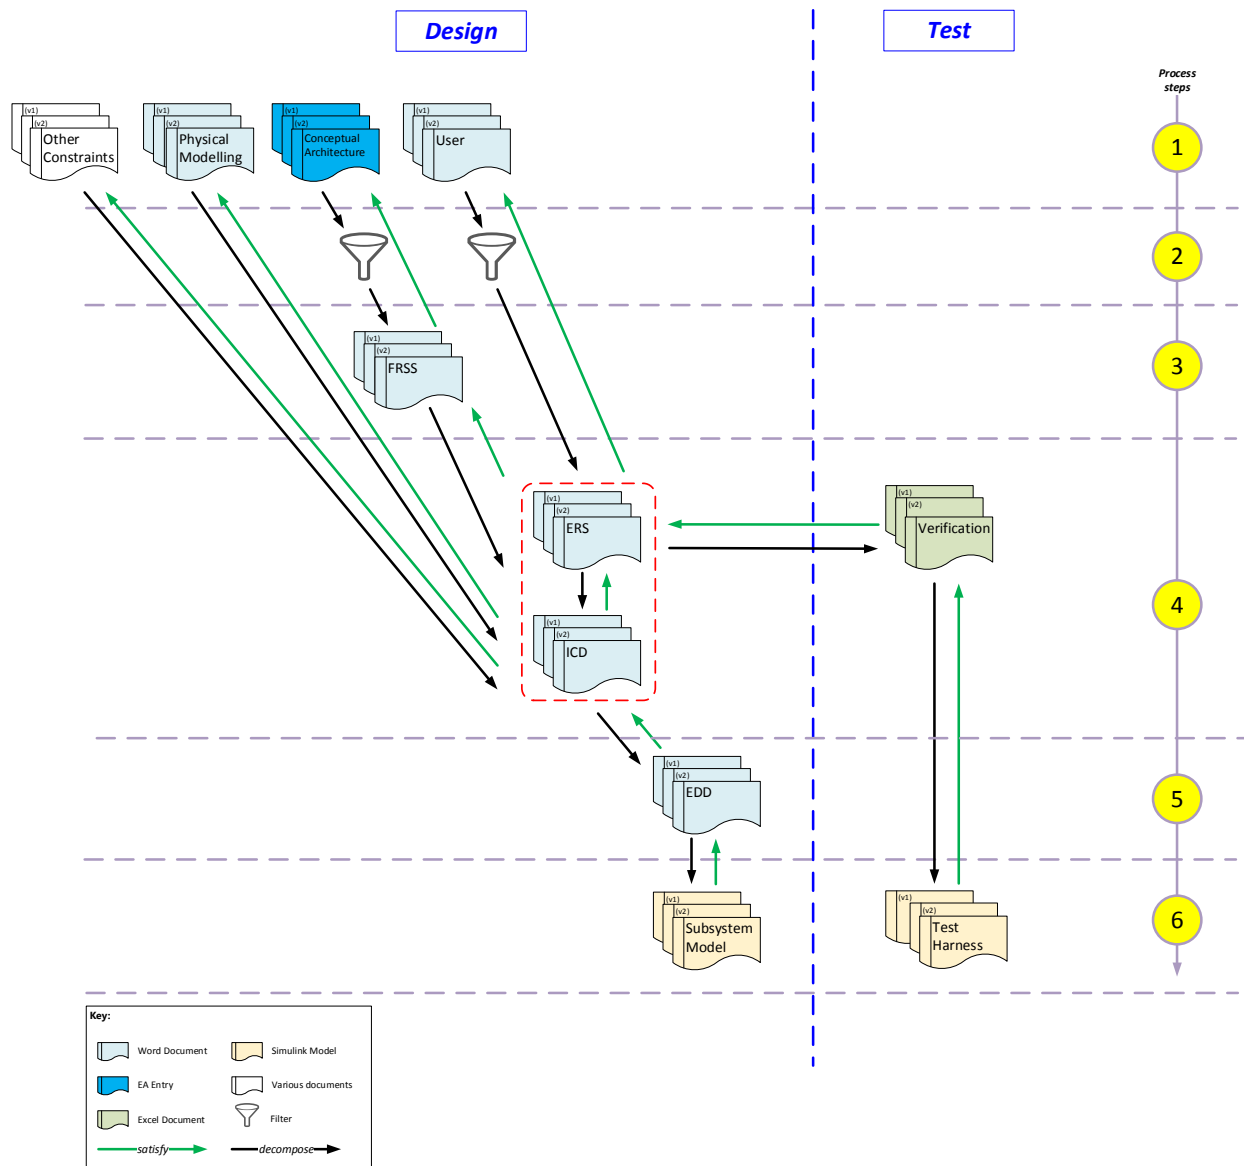 Design
Test
Process
steps
(v1)
(v2)
Other
Constraints
(v1)
(v2)
Physical
Modelling
(v1)
(v2)
Conceptual
Architecture
(v1)
(v2)
User
1
2
(v1)
(v2)
FRSS
3
(v1)
(v2)
ERS
(v1)
(v2)
Verification
(v1)
(v2)
ICD
4
(v1)
(v2)
EDD
5
(v1)
(v2)
Subsystem
Model
(v1)
(v2)
Test
Harness
6
Key:
Word Document
Simulink Model
EA Entry
Various documents
Excel Document
Filter
satisfy
decompose